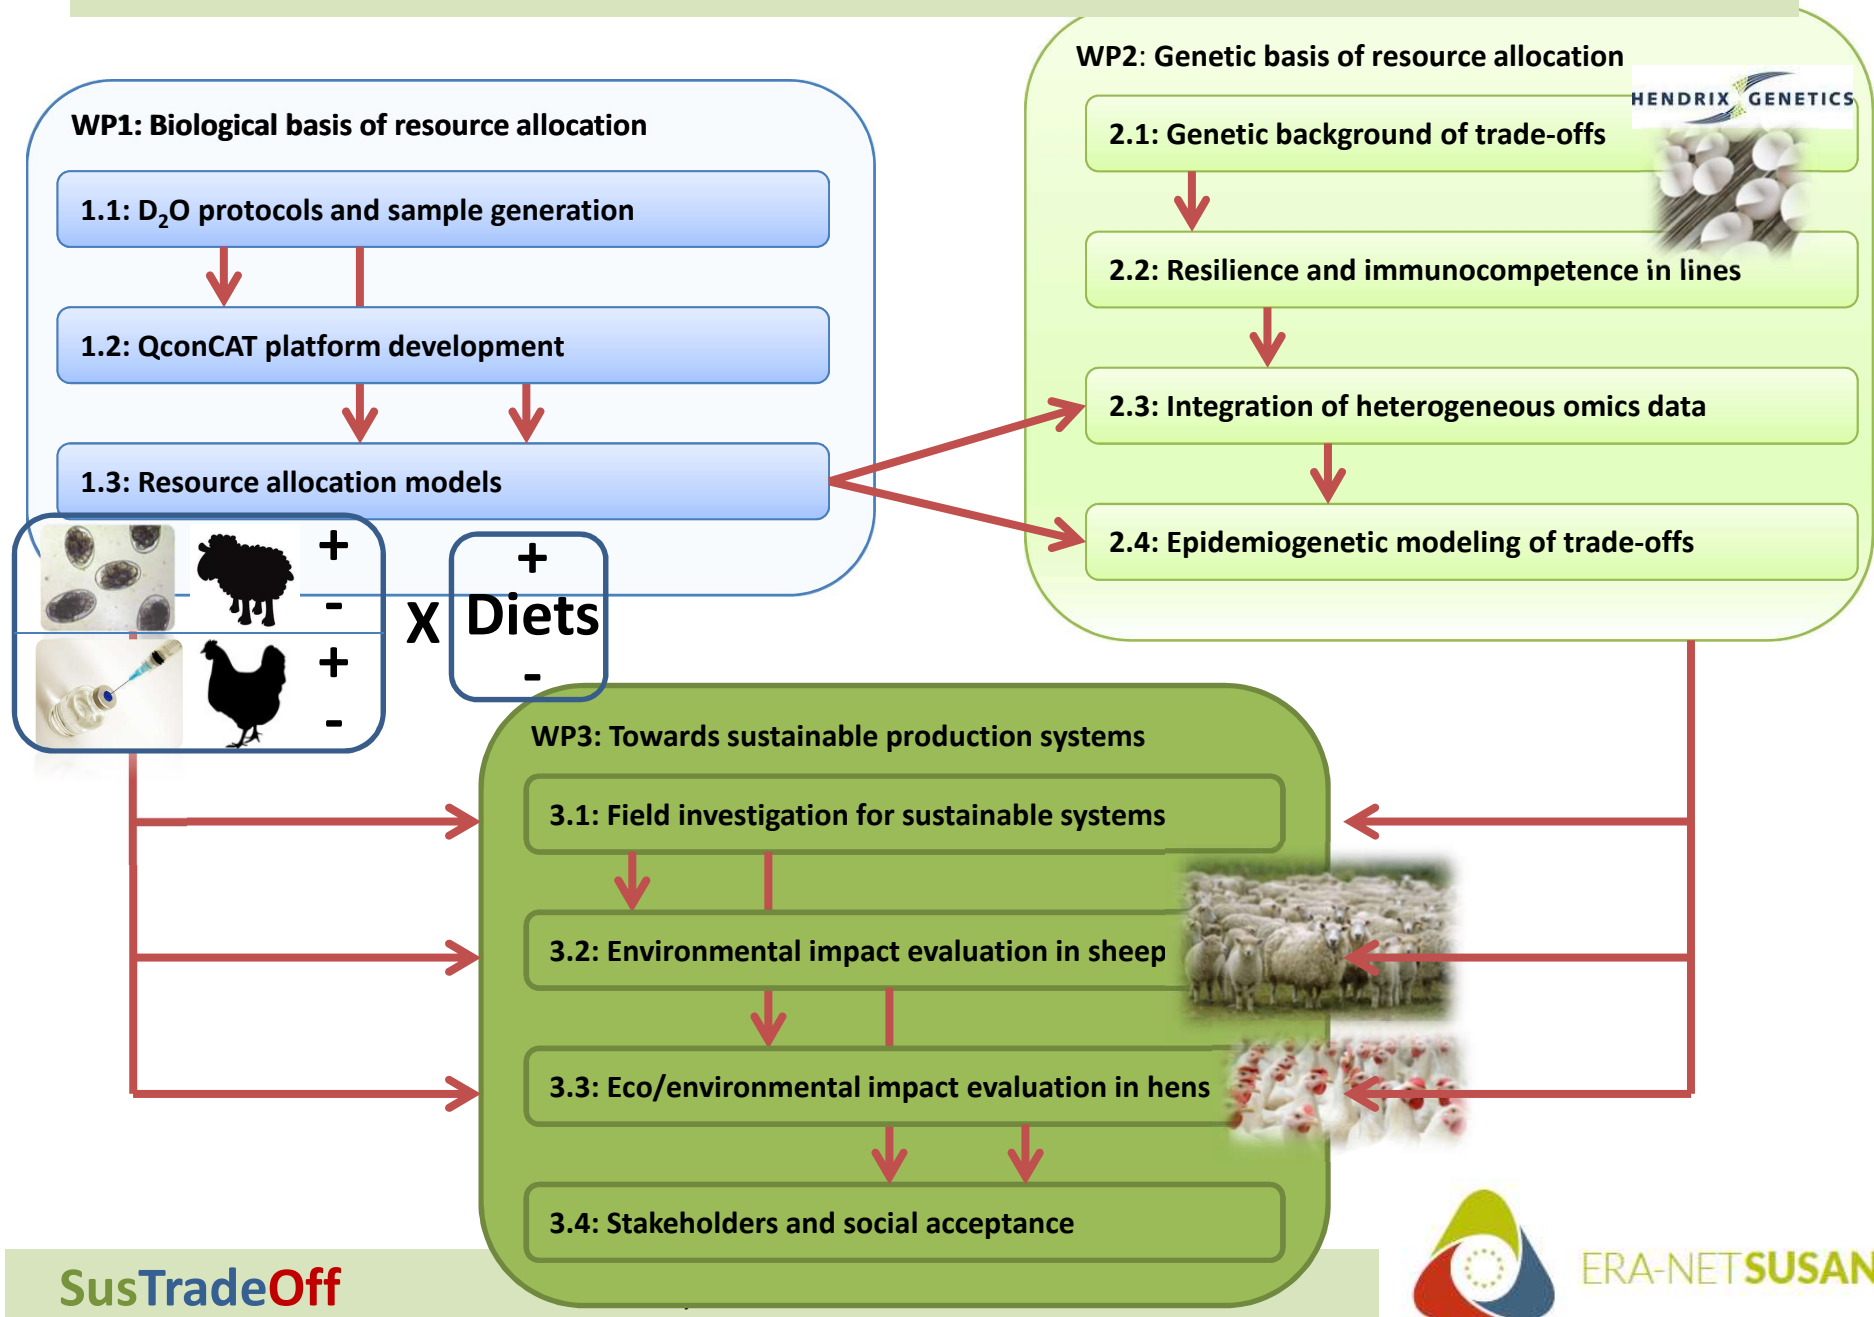 WP1: Biological basis of resource allocation
1.1: D₂O protocols and sample generation
1.2: QconCAT platform development
1.3: Resource allocation models
+
-
+
-
X
+
Diets
-
WP2: Genetic basis of resource allocation
HENDRIX GENETICS
2.1: Genetic background of trade-offs
2.2: Resilience and immunocompetence in lines
2.3: Integration of heterogeneous omics data
2.4: Epidemiogenetic modeling of trade-offs
WP3: Towards sustainable production systems
3.1: Field investigation for sustainable systems
3.2: Environmental impact evaluation in sheep
3.3: Eco/environmental impact evaluation in hens
3.4: Stakeholders and social acceptance
SusTradeOff
ERA-NET SUSAN